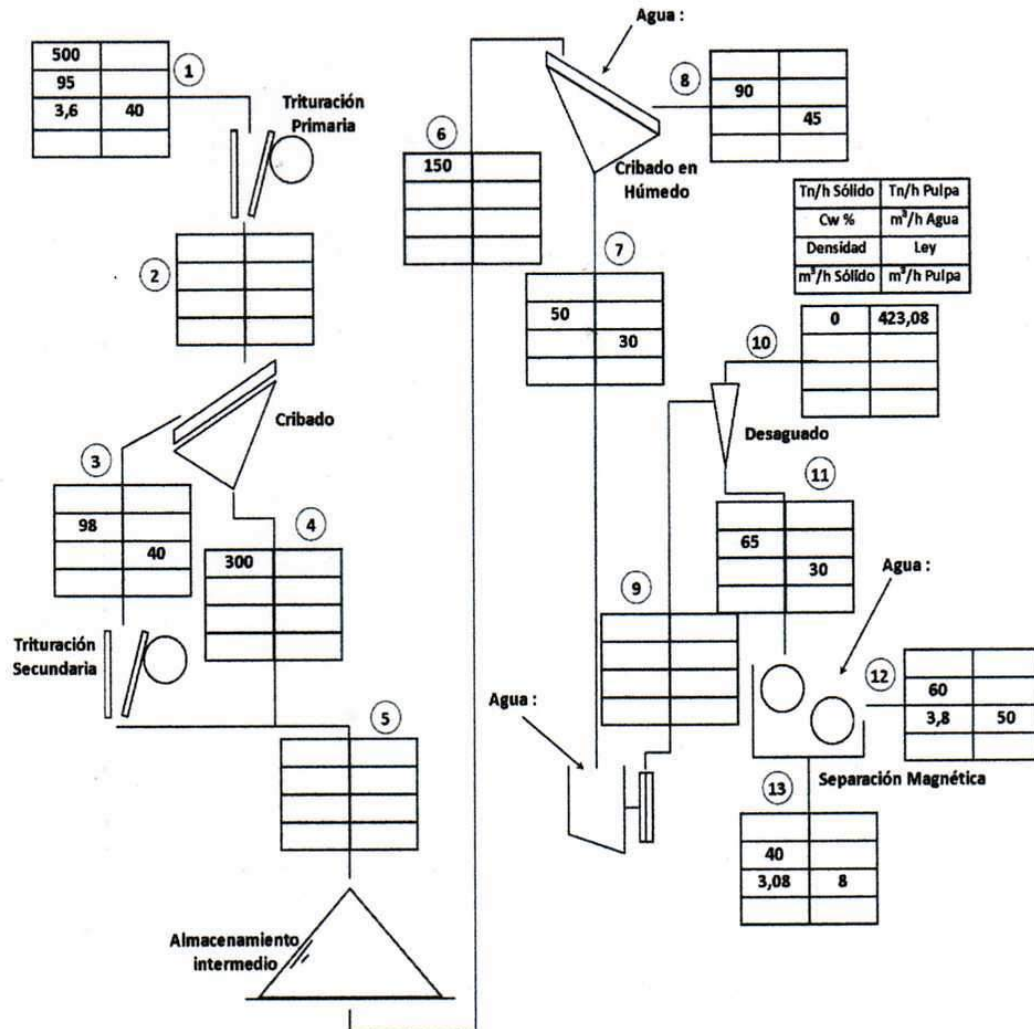 500
95
3,6 40
1
Trituración
Primaria
2
Cribado
3
98
40
4
300
Trituración
Secundaria
5
Almacenamiento
intermedio
6
150
Agua :
8
90
45
Cribado en
Húmedo
7
50
30
Tn/h Sólido Tn/h Pulpa
Cw % m³/h Agua
Densidad Ley
m³/h Sólido m³/h Pulpa
10
0 423,08
Desaguado
11
65
30
9
Agua :
Agua :
12
60
3,8 50
Separación Magnética
13
40
3,08 8